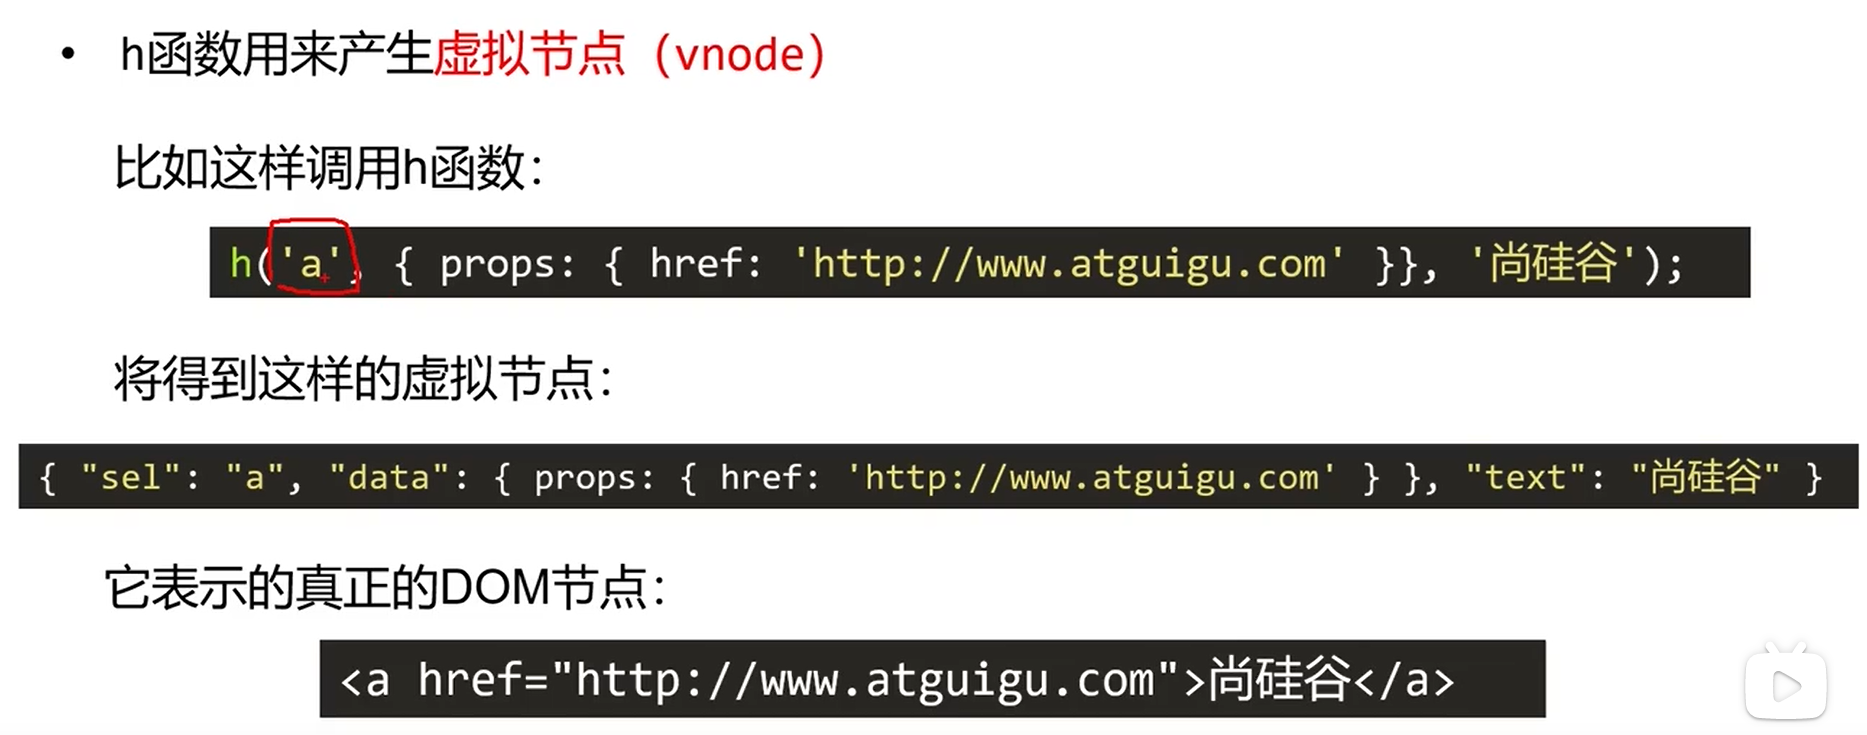 • h函数用来产生虚拟节点（vnode）
比如这样调用h函数：
h('a', { props: { href: 'http://www.atguigu.com' }}, '尚硅谷');
将得到这样的虚拟节点：
{ "sel": "a", "data": { props: { href: 'http://www.atguigu.com' } }, "text": "尚硅谷" }
它表示的真正的DOM节点：
<a href="http://www.atguigu.com">尚硅谷</a>